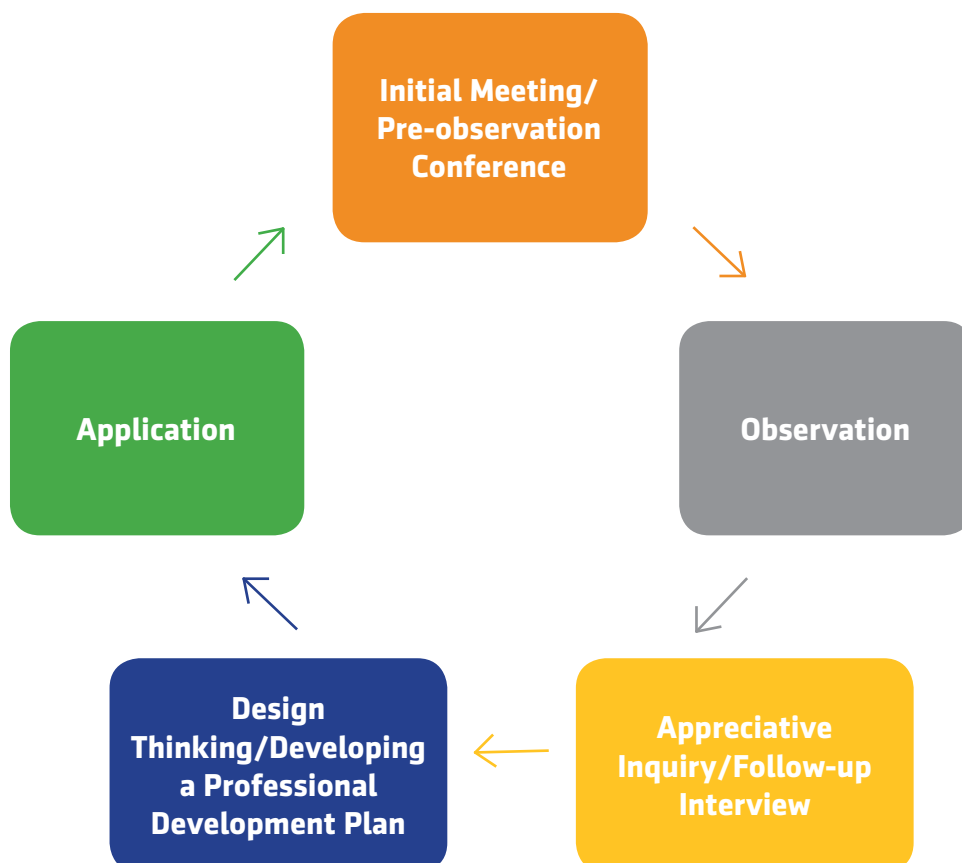 Initial Meeting/
Pre-observation
Conference
Application
Observation
Design
Thinking/Developing
a Professional
Development Plan
Appreciative
Inquiry/Follow-up
Interview